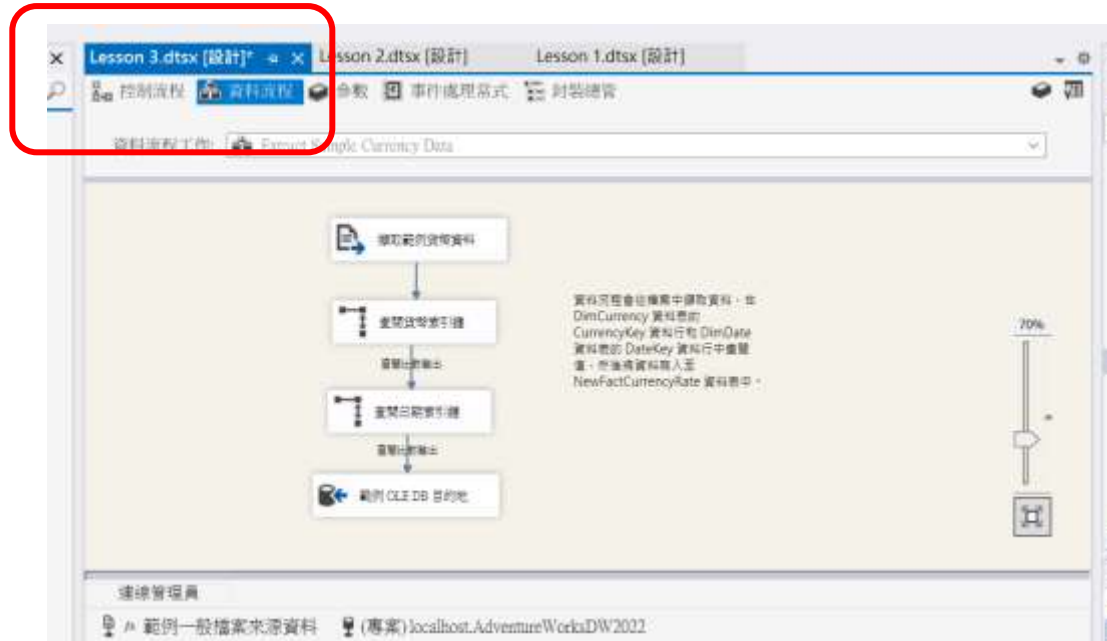 Lesson 3.dtsx [設計]* Lesson 2.dtsx [設計] Lesson 1.dtsx [設計]
控制流程 資料流程 參數 事件處理常式 封裝總管
資料流程工作: Extract Sample Currency Data
擷取範例貨幣資料
查閱貨幣索引鍵
查閱比對輸出
查閱日期索引鍵
查閱比對輸出
範例 OLE DB 目的地
資料流程會從檔案中擷取資料、在
DimCurrency 資料表的
CurrencyKey 資料行和 DimDate
資料表的 DateKey 資料行中查閱
值、然後將資料寫入至
NewFactCurrencyRate 資料表中。
70%
連線管理員
fx 範例一般檔案來源資料 (專案) localhost.AdventureWorksDW2022